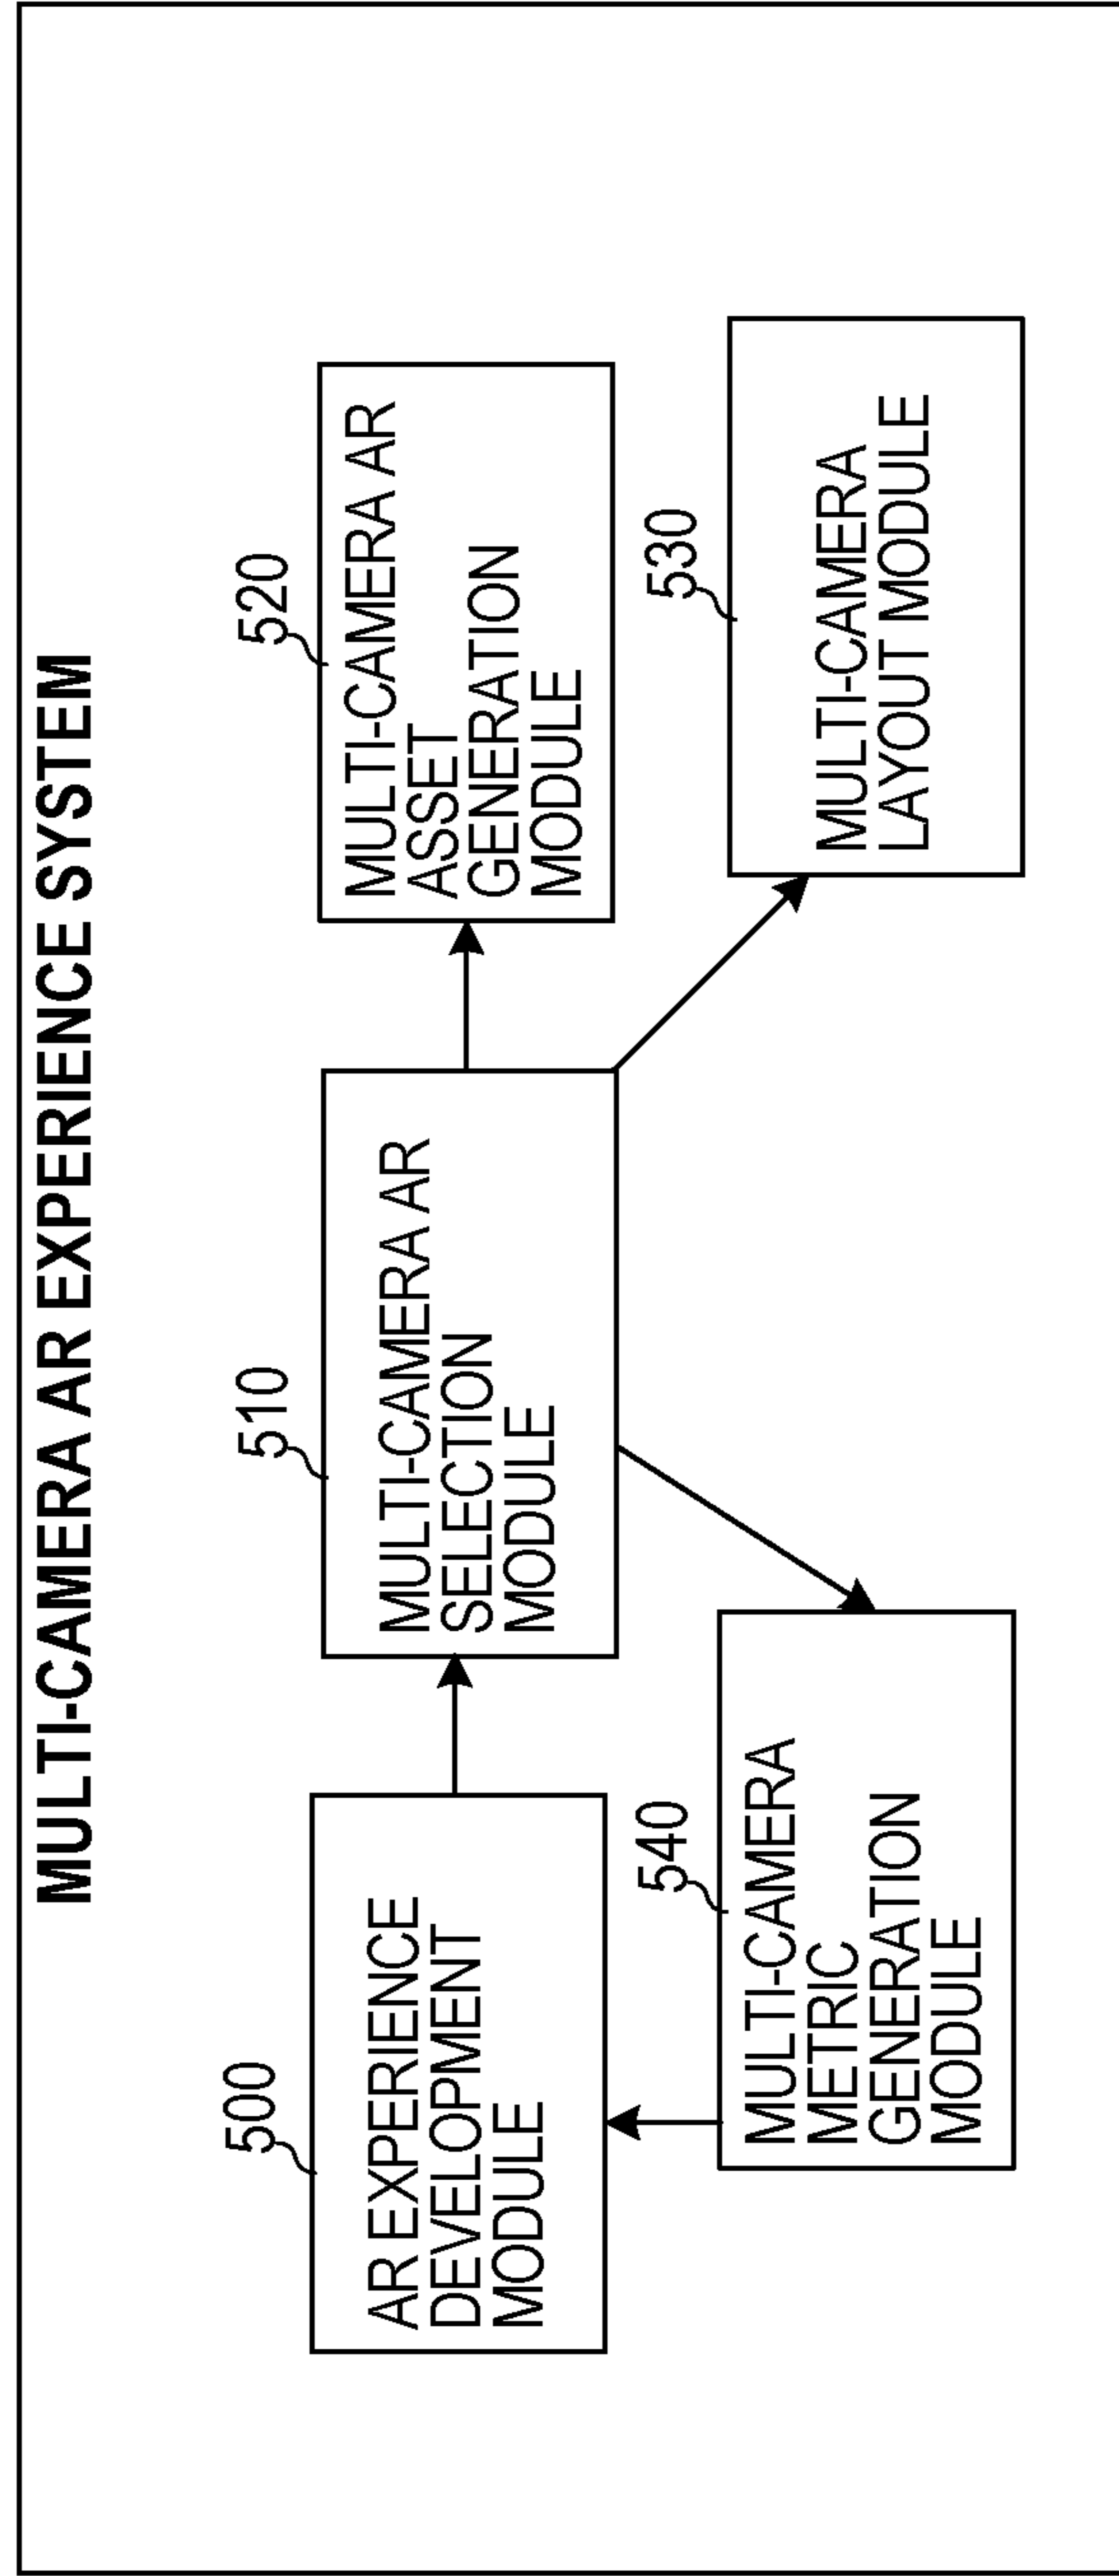 MULTI-CAMERA AR EXPERIENCE SYSTEM
500
AR EXPERIENCE
DEVELOPMENT
MODULE
510
MULTI-CAMERA AR
SELECTION
MODULE
520
MULTI-CAMERA AR
ASSET
GENERATION
MODULE
540
MULTI-CAMERA
METRIC
GENERATION
MODULE
530
MULTI-CAMERA
LAYOUT MODULE